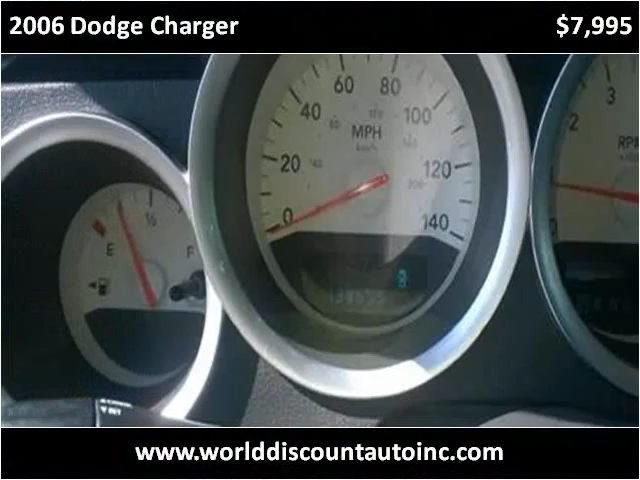 2006 Dodge Charger $7,995
60 80
40 100
MPH
km/h
20 120
0 140
E ½ F
3
2
RPM
www.worlddiscountautoinc.com